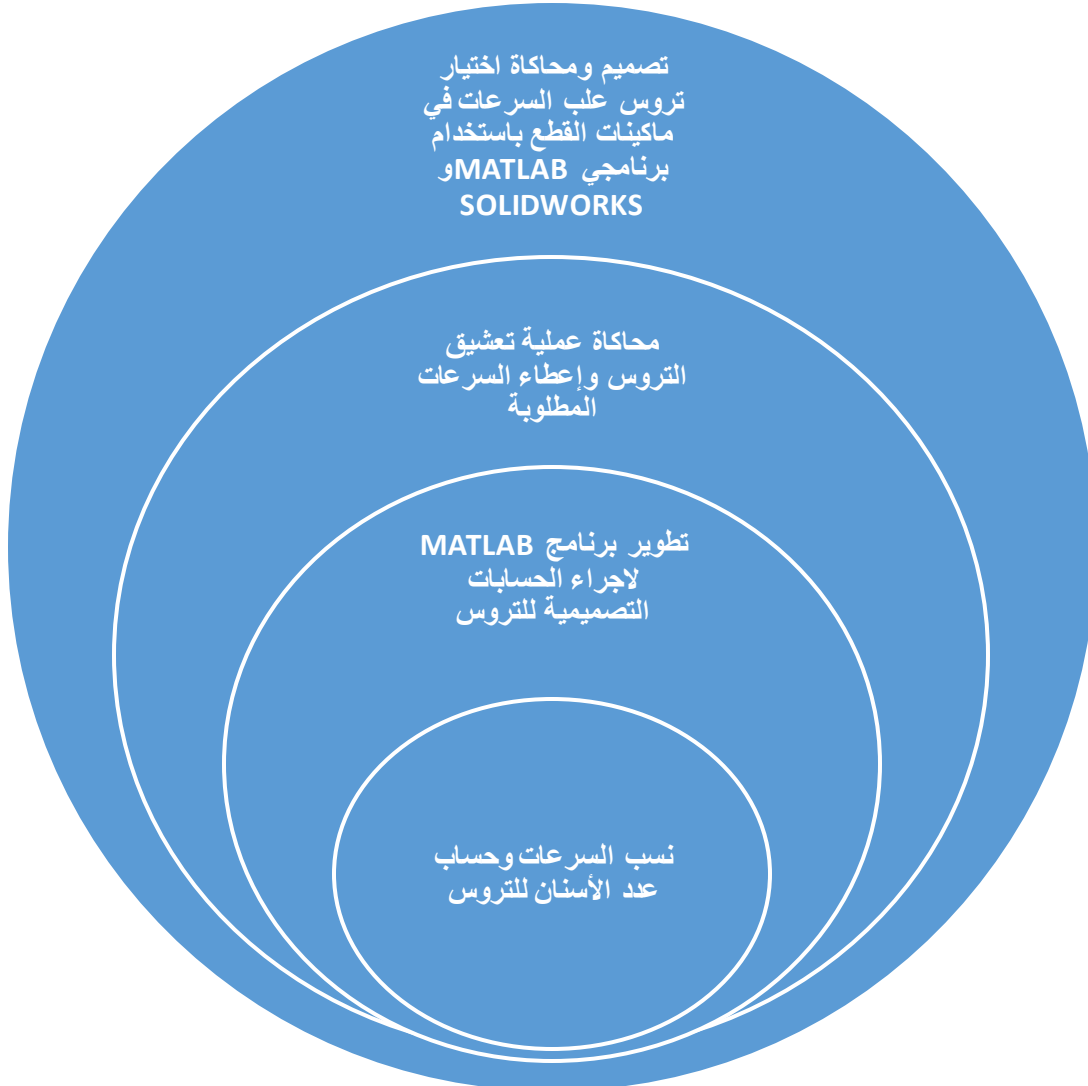 تصميم ومحاكاة اختيار
تروس علب السرعات في
ماكينات القطع باستخدام
برنامجي MATLAB و
SOLIDWORKS
محاكاة عملية تعشيق
التروس وإعطاء السرعات
المطلوبة
تطوير برنامج MATLAB
لاجراء الحسابات
التصميمية للتروس
نسب السرعات وحساب
عدد الأسنان للتروس